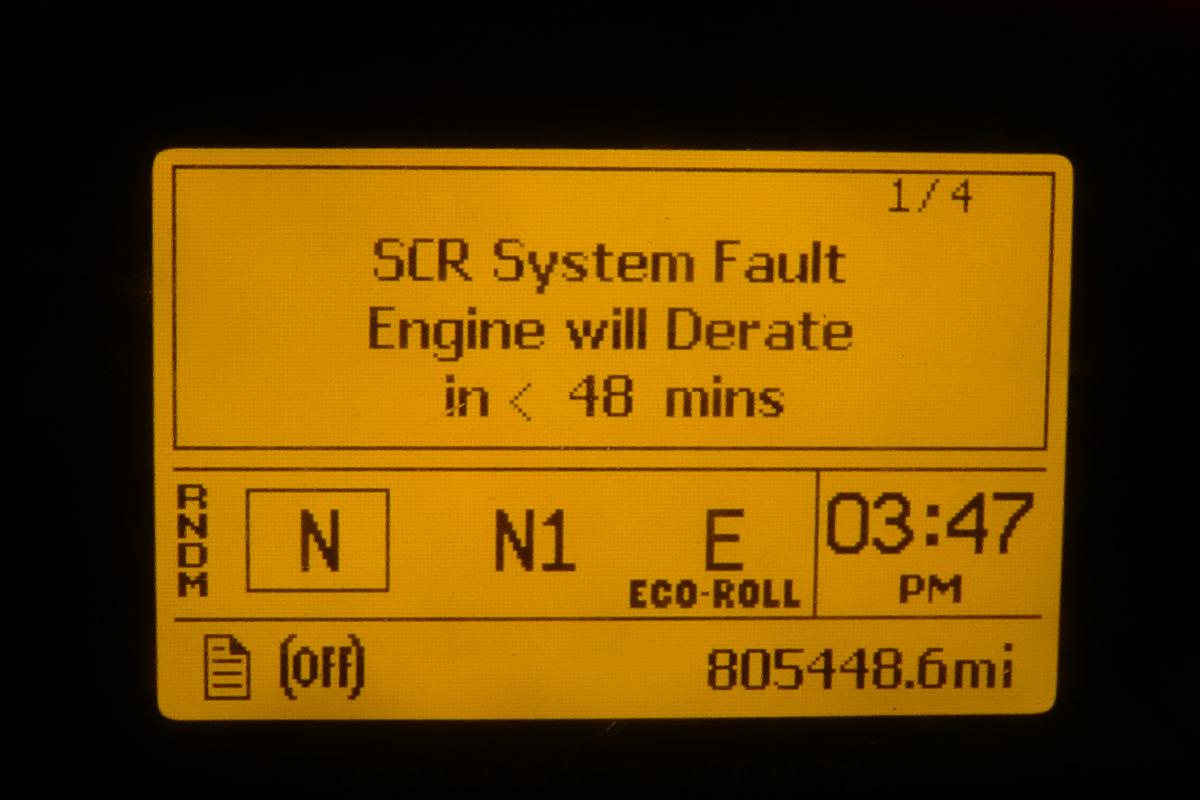 1/4
SCR System Fault
Engine will Derate
in < 48 mins
R
N
D
M
N N1 E
ECO-ROLL
03:47
PM
(Off) 805448.6mi